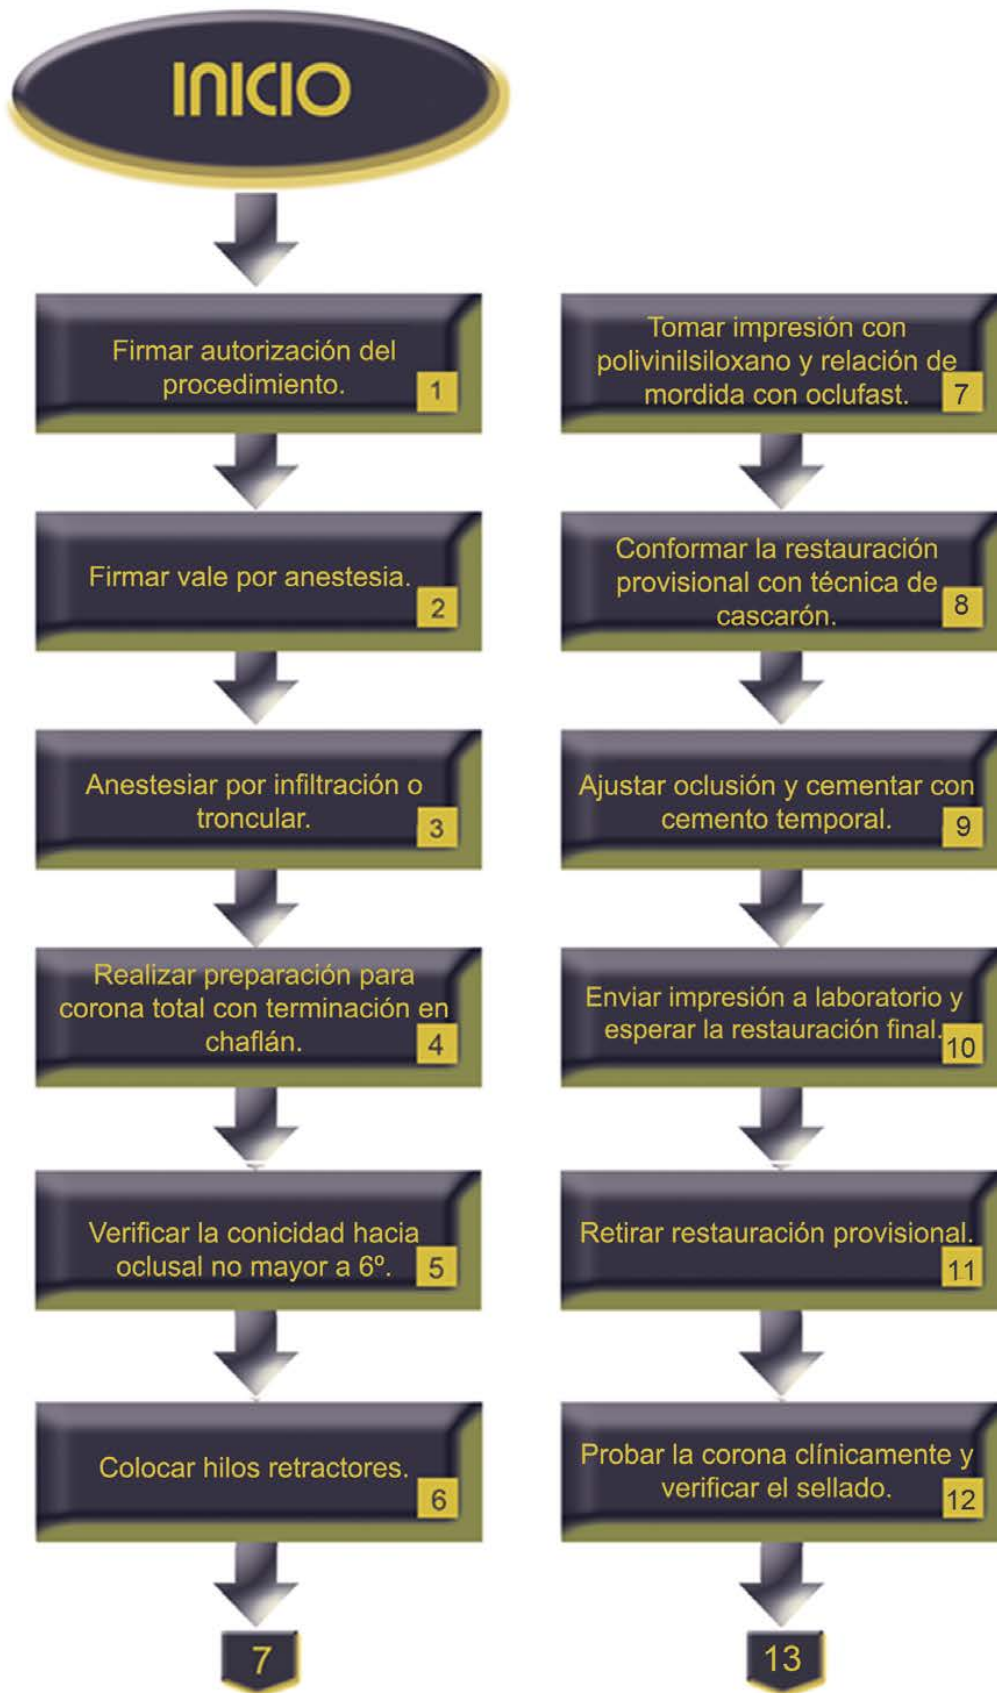 INICIO
Firmar autorización del
procedimiento.
1
Firmar vale por anestesia.
2
Anestesiar por infiltración o
troncular.
3
Realizar preparación para
corona total con terminación en
chaflán.
4
Verificar la conicidad hacia
oclusal no mayor a 6º.
5
Colocar hilos retractores.
6
7
Tomar impresión con
polivinilsiloxano y relación de
mordida con oclufast.
7
Conformar la restauración
provisional con técnica de
cascarón.
8
Ajustar oclusión y cementar con
cemento temporal.
9
Enviar impresión a laboratorio y
esperar la restauración final.
10
Retirar restauración provisional.
11
Probar la corona clínicamente y
verificar el sellado.
12
13